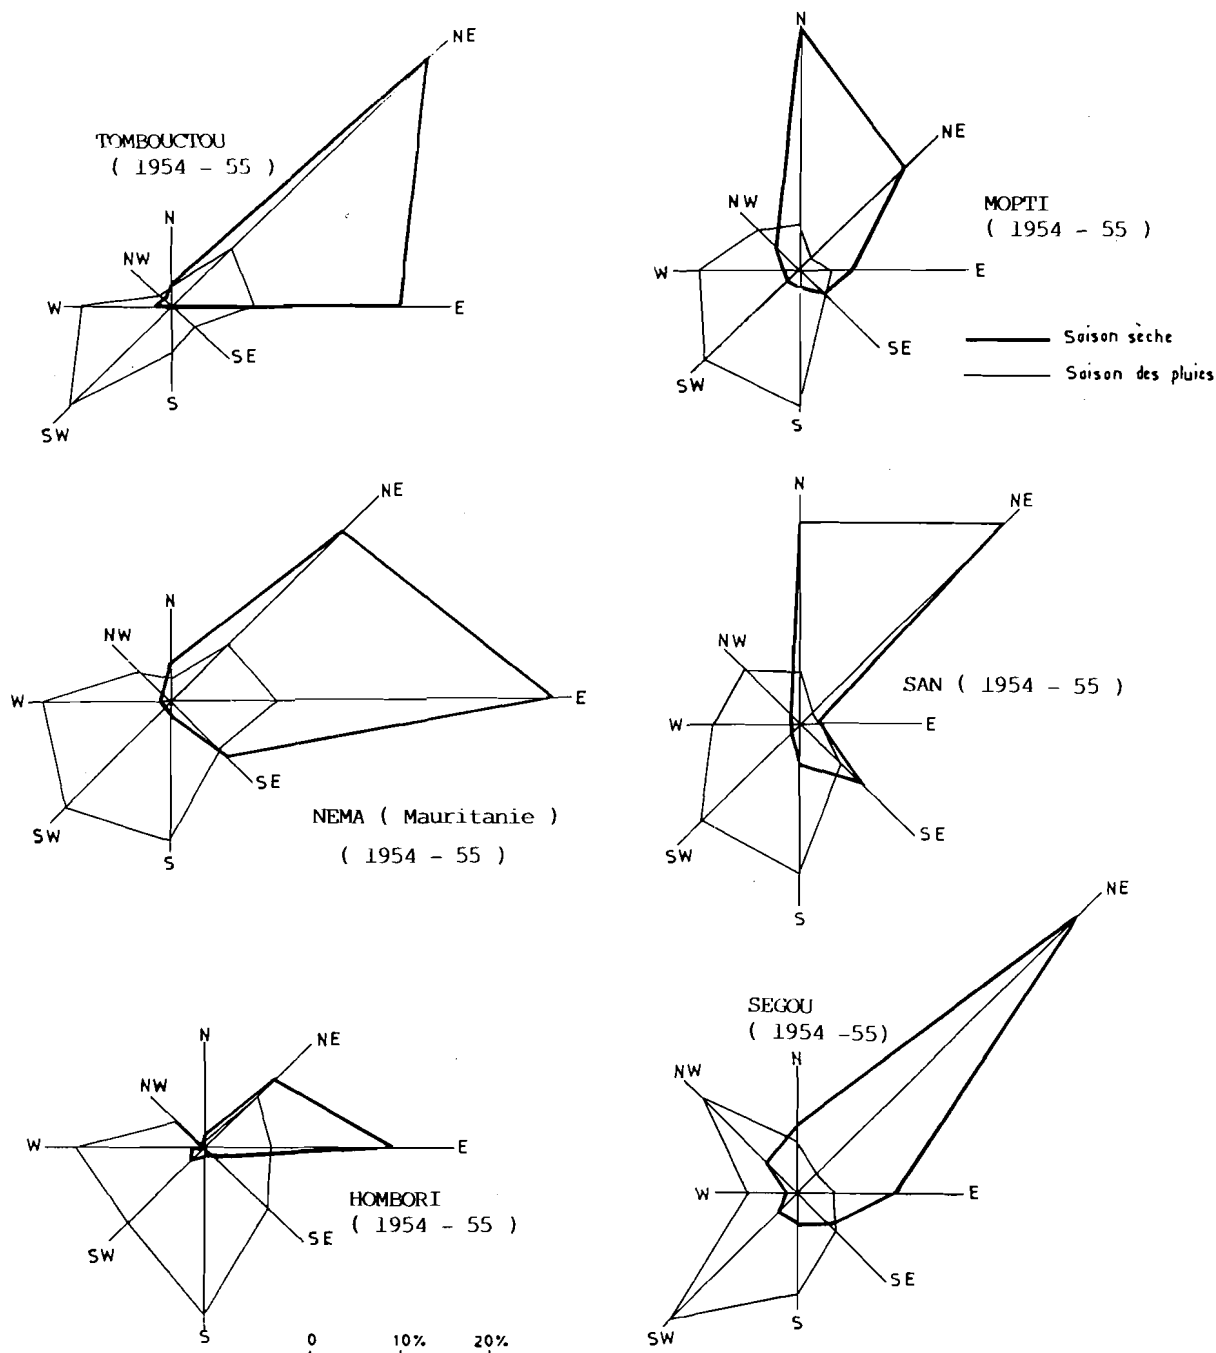 NE
TOMBOUCTOU
( 1954 - 55 )
N
NW
W
E
SE
S
SW
N
NE
NW
MOPTI
( 1954 - 55 )
W
E
SE
SW
S
Saison sèche
Saison des pluies
NE
N
NW
W
E
SE
SW
S
NEMA ( Mauritanie )
( 1954 - 55 )
N
NE
NW
SAN ( 1954 - 55 )
W
E
SE
SW
S
N
NE
NW
W
E
HOMBORI
( 1954 - 55 )
SW
SE
S
NE
SEGOU
( 1954 -55)
N
NW
W
E
SE
SW
0 10% 20%
S